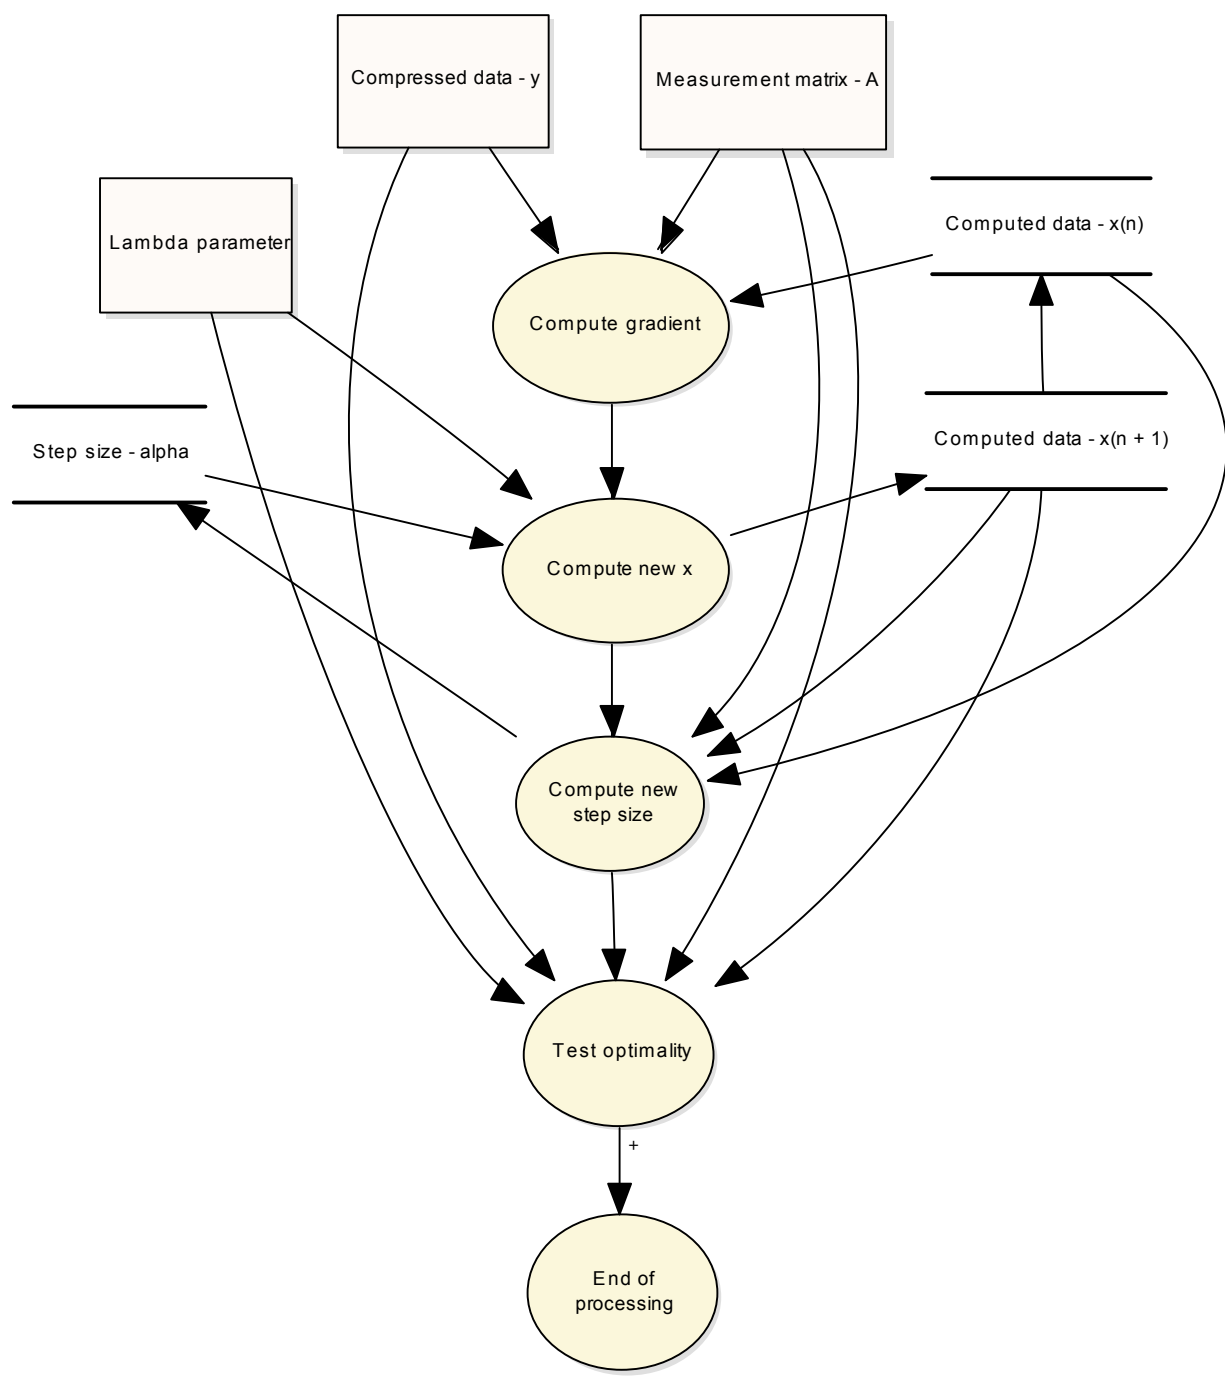 Compressed data - y
Measurement matrix - A
Lambda parameter
Computed data - x(n)
Compute gradient
Step size - alpha
Computed data - x(n + 1)
Compute new x
Compute new
step size
Test optimality
+
End of
processing